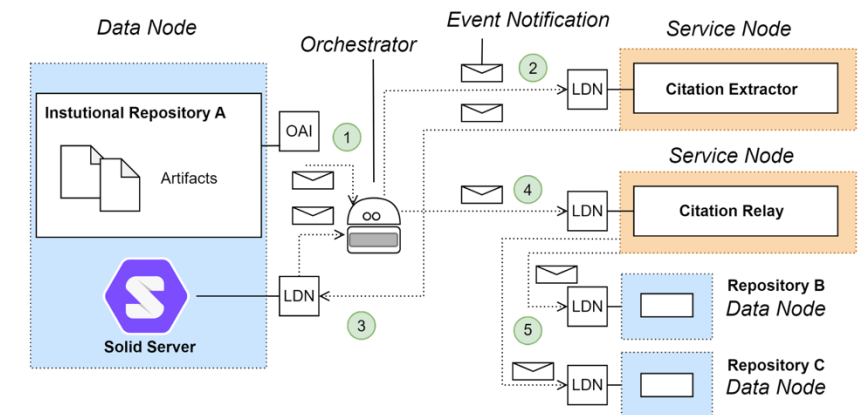 Data Node
Orchestrator
Event Notification
Service Node
Instutional Repository A
Artifacts
OAI
1
2
LDN
Citation Extractor
Service Node
4
LDN
Citation Relay
Solid Server
LDN
3
5
LDN
Repository B
Data Node
LDN
Repository C
Data Node